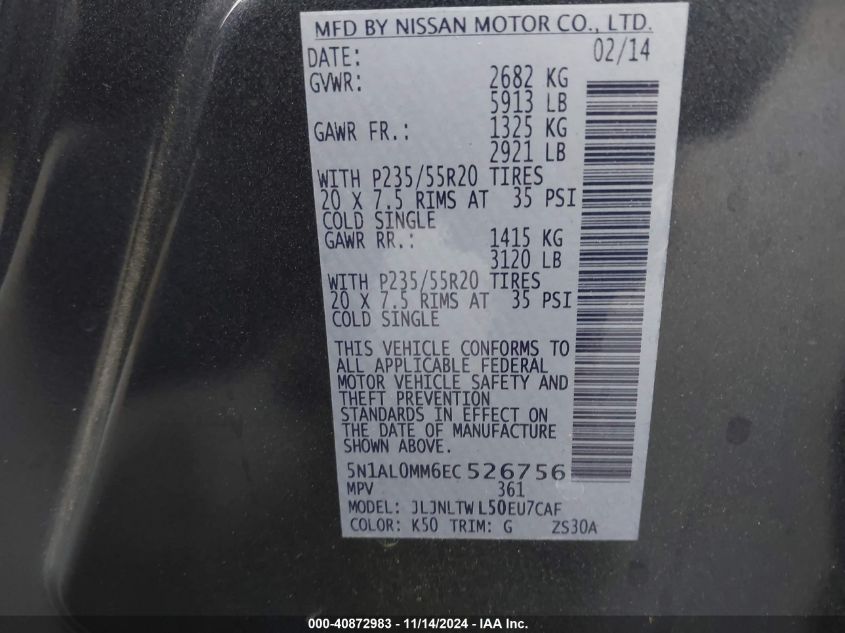 MFD BY NISSAN MOTOR CO., LTD.
DATE: 02/14
GVWR: 2682 KG
5913 LB
GAWR FR.: 1325 KG
2921 LB
WITH P235/55R20 TIRES
20 X 7.5 RIMS AT 35 PSI
COLD SINGLE
GAWR RR.: 1415 KG
3120 LB
WITH P235/55R20 TIRES
20 X 7.5 RIMS AT 35 PSI
COLD SINGLE
THIS VEHICLE CONFORMS TO
ALL APPLICABLE FEDERAL
MOTOR VEHICLE SAFETY AND
THEFT PREVENTION
STANDARDS IN EFFECT ON
THE DATE OF MANUFACTURE
SHOWN ABOVE.
5N1AL0MM6EC 526756
MPV 361
MODEL: JLJNLTW L50EU7CAF
COLOR: K50 TRIM: G ZS30A
000-40872983 - 11/14/2024 - IAA Inc.